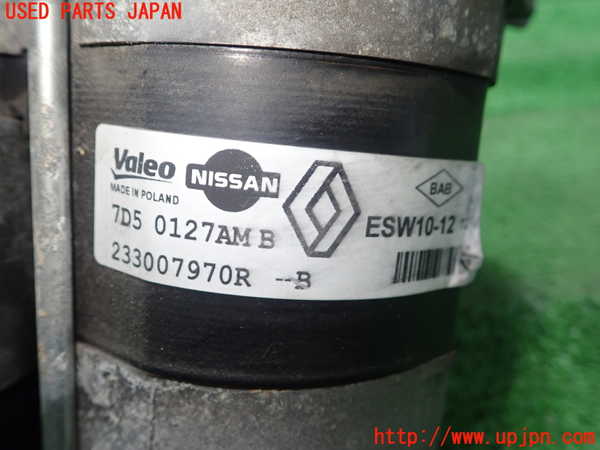 USED PARTS JAPAN
Valeo NISSAN
MADE IN POLAND
BAB
7D5 0127AM B
ESW10-12
233007970R --B
http://www.upjpn.com